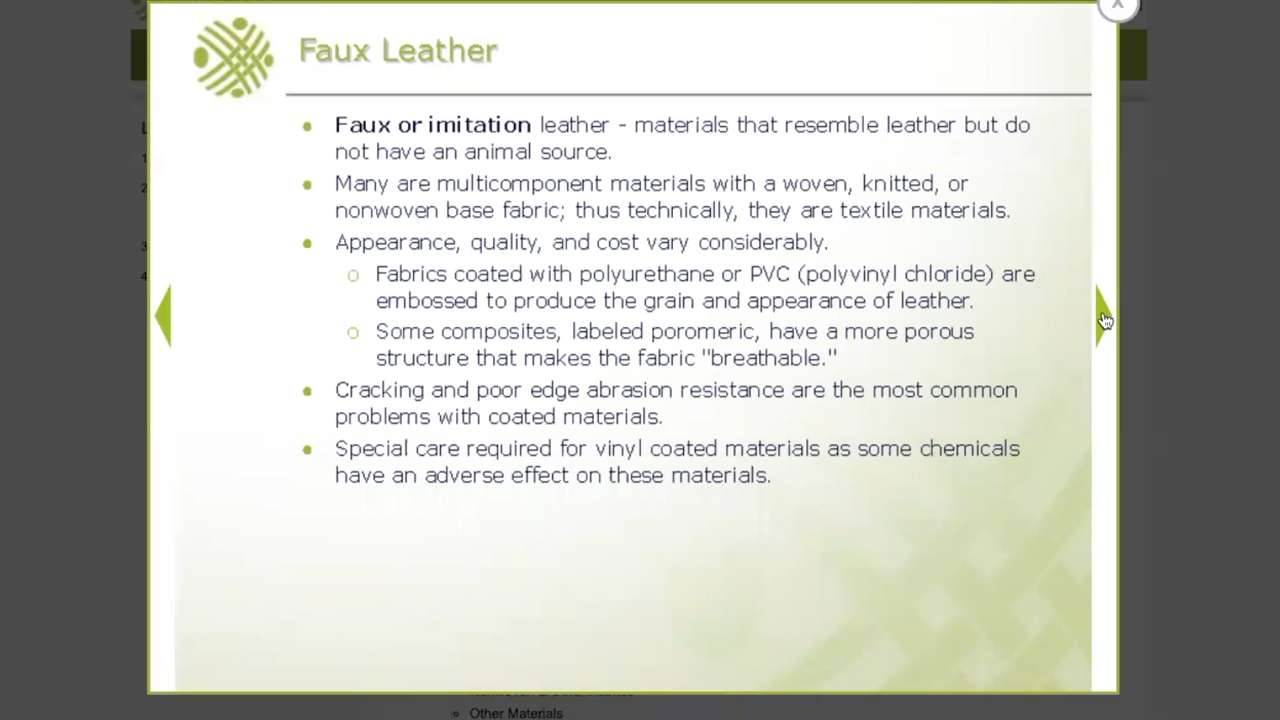 X
Faux Leather
• Faux or imitation leather - materials that resemble leather but do
not have an animal source.
• Many are multicomponent materials with a woven, knitted, or
nonwoven base fabric; thus technically, they are textile materials.
• Appearance, quality, and cost vary considerably.
o Fabrics coated with polyurethane or PVC (polyvinyl chloride) are
embossed to produce the grain and appearance of leather.
o Some composites, labeled poromeric, have a more porous
structure that makes the fabric "breathable."
• Cracking and poor edge abrasion resistance are the most common
problems with coated materials.
• Special care required for vinyl coated materials as some chemicals
have an adverse effect on these materials.
Other Materials